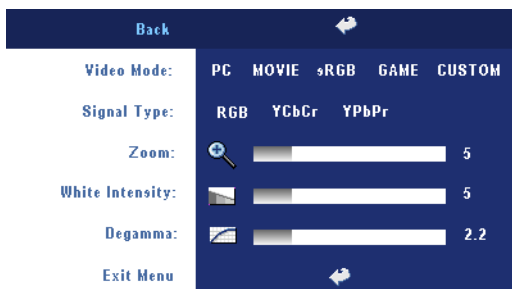 Back
Video Mode: PC MOVIE sRGB GAME CUSTOM
Signal Type: RGB YCbCr YPbPr
Zoom: 5
White Intensity: 5
Degamma: 2.2
Exit Menu